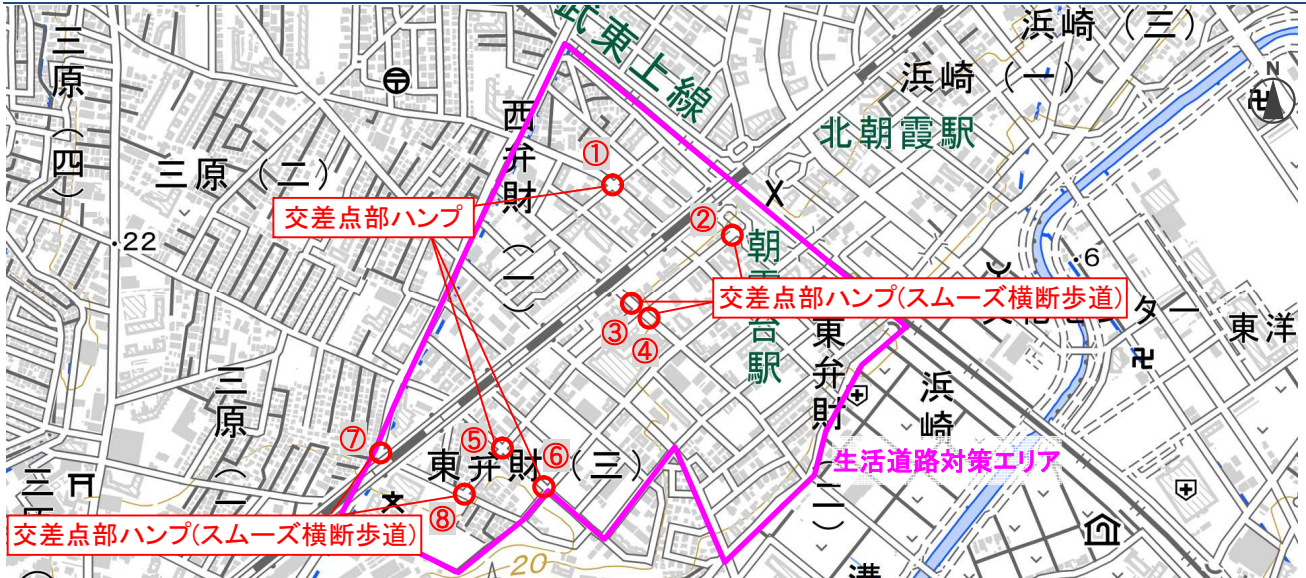 武東上線
浜崎（三）
浜崎（一）
北朝霞駅
N
三原（四）
三原（二）
西弁財（一）
①
交差点部ハンプ
②
朝霞台駅
・22
・6
交差点部ハンプ(スムーズ横断歩道)
③
④
文化センター
東洋
東弁財（二）
浜崎
三原（一）
⑦
⑤
⑥
東弁財（三）
生活道路対策エリア
⑧
交差点部ハンプ(スムーズ横断歩道)
20
溝